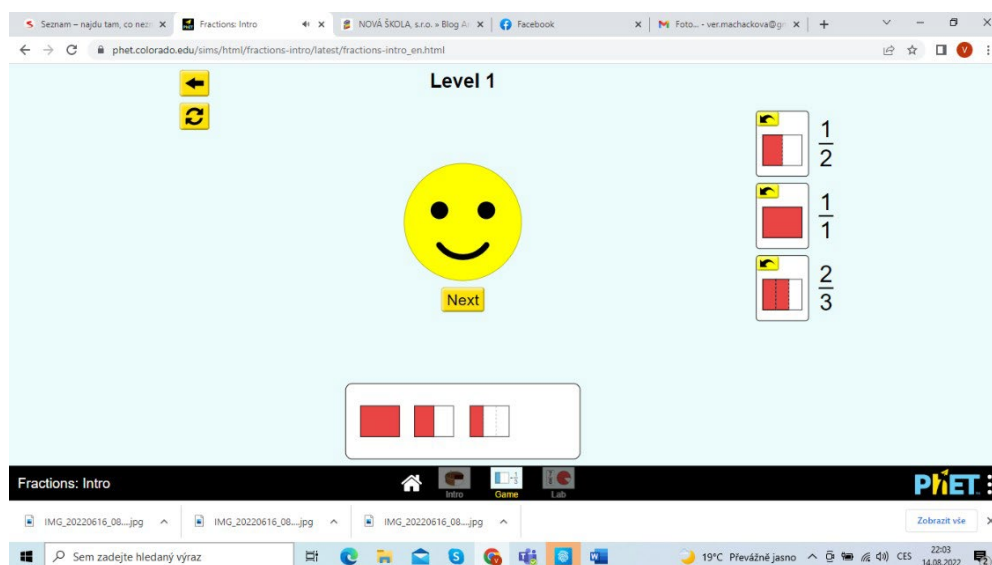 Seznam – najdu tam, co nezn
Fractions: Intro
NOVÁ ŠKOLA, s.r.o. » Blog A
Facebook
Foto... - ver.machackova@g
phet.colorado.edu/sims/html/fractions-intro/latest/fractions-intro_en.html
V
Level 1
1
2
1
1
2
3
Next
Fractions: Intro
Intro
Game
Lab
PhET
IMG_20220616_08....jpg
IMG_20220616_08....jpg
IMG_20220616_08....jpg
Zobrazit vše
Sem zadejte hledaný výraz
19°C Převážně jasno
CES
22:03
14.08.2022